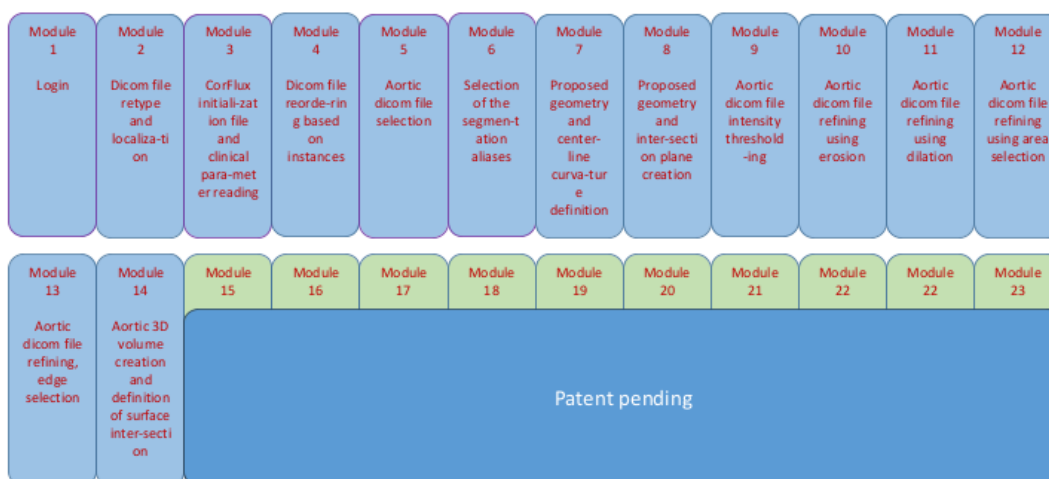 Module
1
Login
Module
2
Dicom file
retype
and
localiza-ti
on
Module
3
CorFlux
initiali-zat
ion file
and
clinical
para-met
er reading
Module
4
Dicom file
reorde-rin
g based
on
instances
Module
5
Aortic
dicom file
selection
Module
6
Selection
of the
segmen-t
ation
aliases
Module
7
Proposed
geometry
and
center-
line
curva-tur
e
definition
Module
8
Proposed
geometry
and
inter-secti
on plane
creation
Module
9
Aortic
dicom file
intensity
threshold
-ing
Module
10
Aortic
dicom file
refining
using
erosion
Module
11
Aortic
dicom file
refining
using
dilation
Module
12
Aortic
dicom file
refining
using area
selection
Module
13
Aortic
dicom file
refining,
edge
selection
Module
14
Aortic 3D
volume
creation
and
definition
of surface
inter-secti
on
Module
15
Module
16
Module
17
Module
18
Module
19
Module
20
Module
21
Module
22
Module
22
Module
23
Patent pending